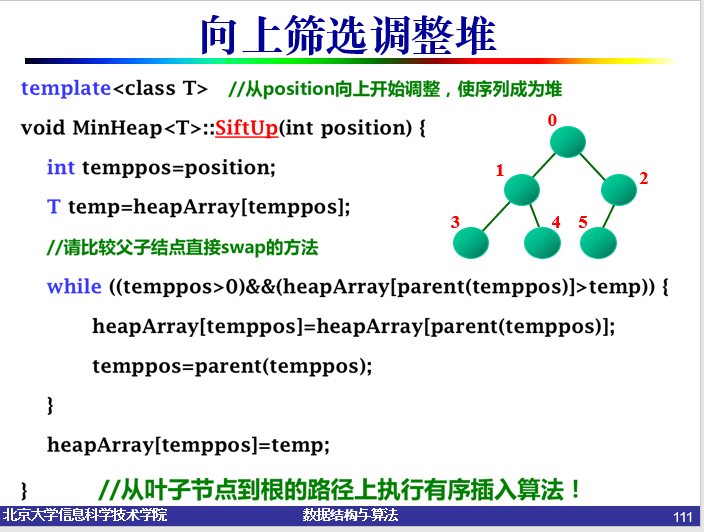 向上筛选调整堆
template<class T> //从position向上开始调整，使序列成为堆
void MinHeap<T>::SiftUp(int position) {
int temppos=position;
T temp=heapArray[temppos];
//请比较父子结点直接swap的方法
while ((temppos>0)&&(heapArray[parent(temppos)]>temp)) {
heapArray[temppos]=heapArray[parent(temppos)];
temppos=parent(temppos);
}
heapArray[temppos]=temp;
} //从叶子节点到根的路径上执行有序插入算法！
0
1 2
3 4 5
北京大学信息科学技术学院 数据结构与算法 111